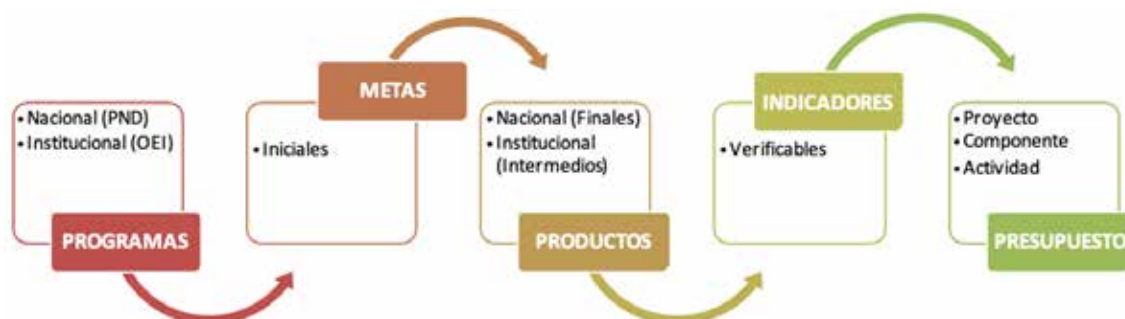 • Nacional (PND)
• Institucional (OEI)
PROGRAMAS
METAS
• Iniciales
• Nacional (Finales)
• Institucional
(Intermedios)
PRODUCTOS
INDICADORES
• Verificables
• Proyecto
• Componente
• Actividad
PRESUPUESTO